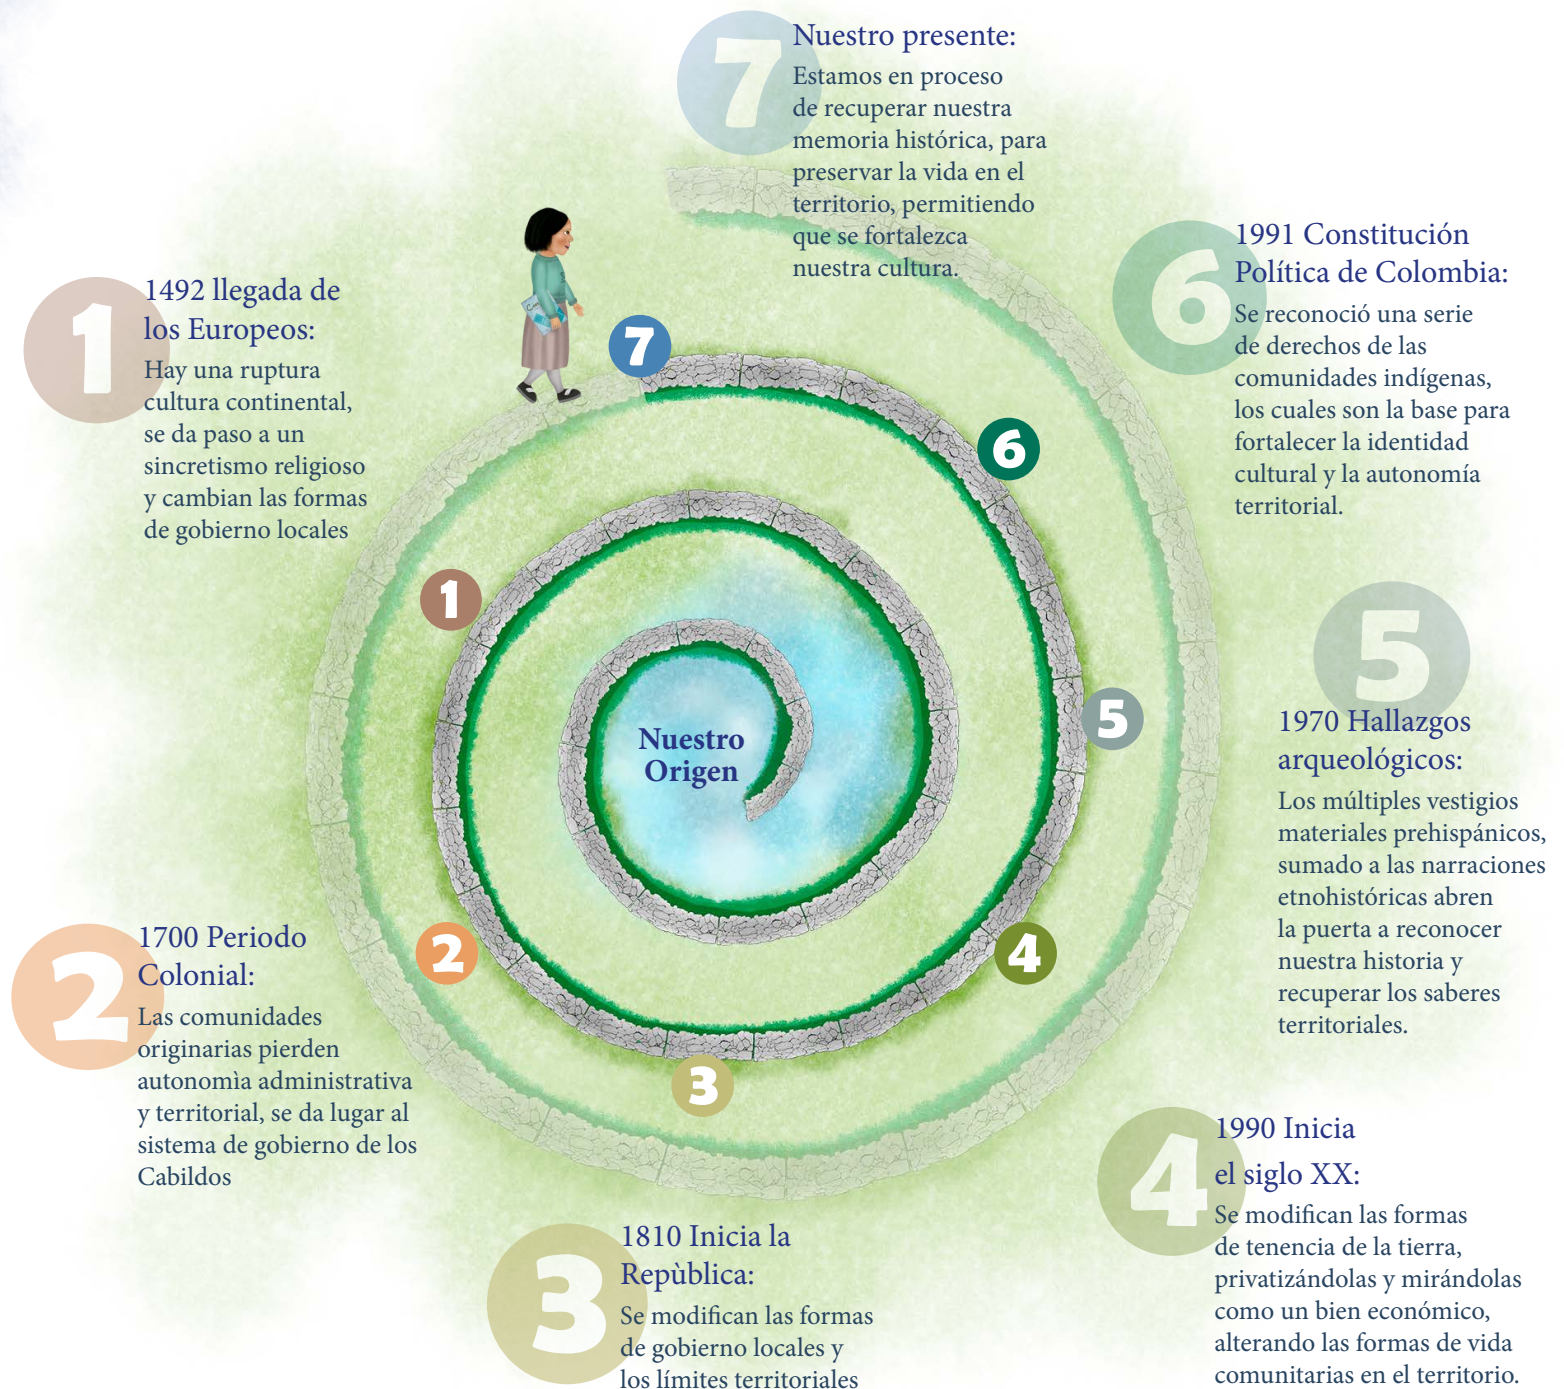 1
1492 llegada de
los Europeos:
Hay una ruptura
cultura continental,
se da paso a un
sincretismo religioso
y cambian las formas
de gobierno locales
2
1700 Periodo
Colonial:
Las comunidades
originarias pierden
autonomìa administrativa
y territorial, se da lugar al
sistema de gobierno de los
Cabildos
3
1810 Inicia la
Repùblica:
Se modifican las formas
de gobierno locales y
los límites territoriales
4
1990 Inicia
el siglo XX:
Se modifican las formas
de tenencia de la tierra,
privatizándolas y mirándolas
como un bien económico,
alterando las formas de vida
comunitarias en el territorio.
5
1970 Hallazgos
arqueológicos:
Los múltiples vestigios
materiales prehispánicos,
sumado a las narraciones
etnohistóricas abren
la puerta a reconocer
nuestra historia y
recuperar los saberes
territoriales.
6
1991 Constitución
Política de Colombia:
Se reconoció una serie
de derechos de las
comunidades indígenas,
los cuales son la base para
fortalecer la identidad
cultural y la autonomía
territorial.
7
Nuestro presente:
Estamos en proceso
de recuperar nuestra
memoria histórica, para
preservar la vida en el
territorio, permitiendo
que se fortalezca
nuestra cultura.
Nuestro
Origen
1
2
3
4
5
6
7